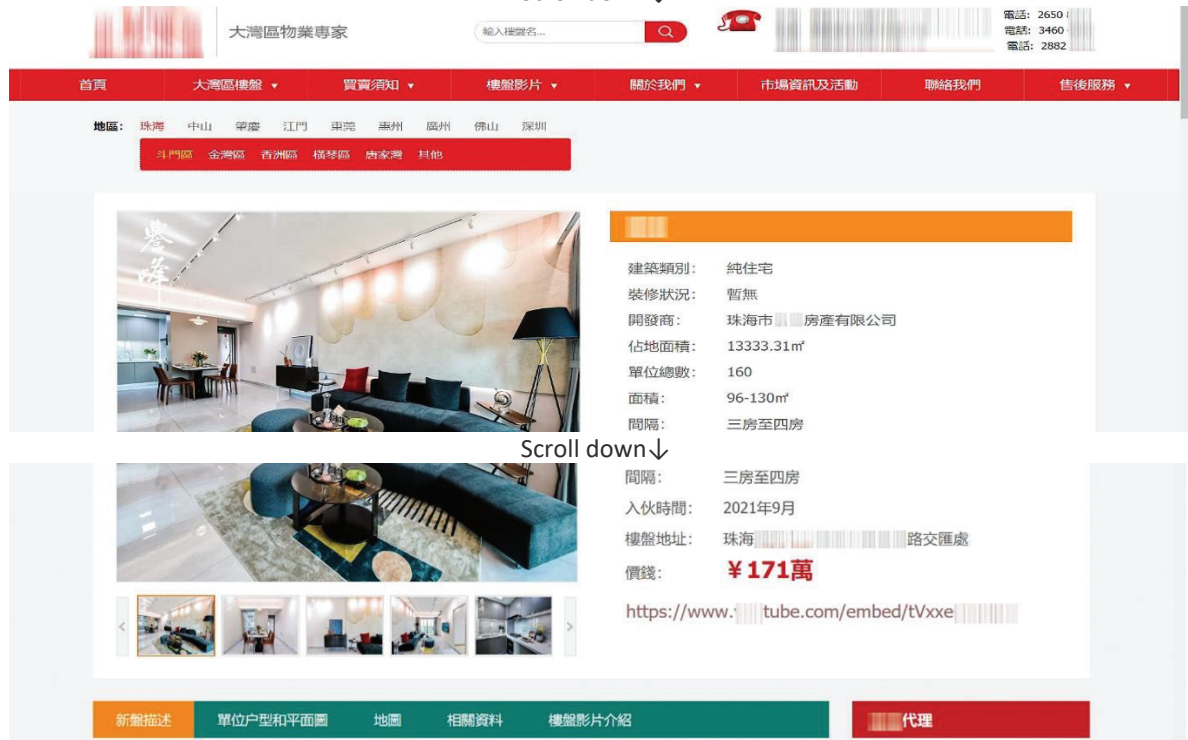 大灣區物業專家
輸入樓盤名...
電話: 2650
電話: 3460
電話: 2882
首頁 大灣區樓盤 ▼ 買賣須知 ▼ 樓盤影片 ▼ 關於我們 ▼ 市場資訊及活動 聯絡我們 售後服務 ▼
地區: 珠海 中山 肇慶 江門 東莞 惠州 廣州 佛山 深圳
斗門區 金灣區 香洲區 橫琴區 唐家灣 其他
譽峰
建築類別: 純住宅
裝修狀況: 暫無
開發商: 珠海市 房產有限公司
佔地面積: 13333.31㎡
單位總數: 160
面積: 96-130㎡
間隔: 三房至四房
Scroll down↓
間隔: 三房至四房
入伙時間: 2021年9月
樓盤地址: 珠海 路交匯處
價錢: ¥171萬
https://www. tube.com/embed/tVxxe
新盤描述 單位户型和平面圖 地圖 相關資料 樓盤影片介紹
代理